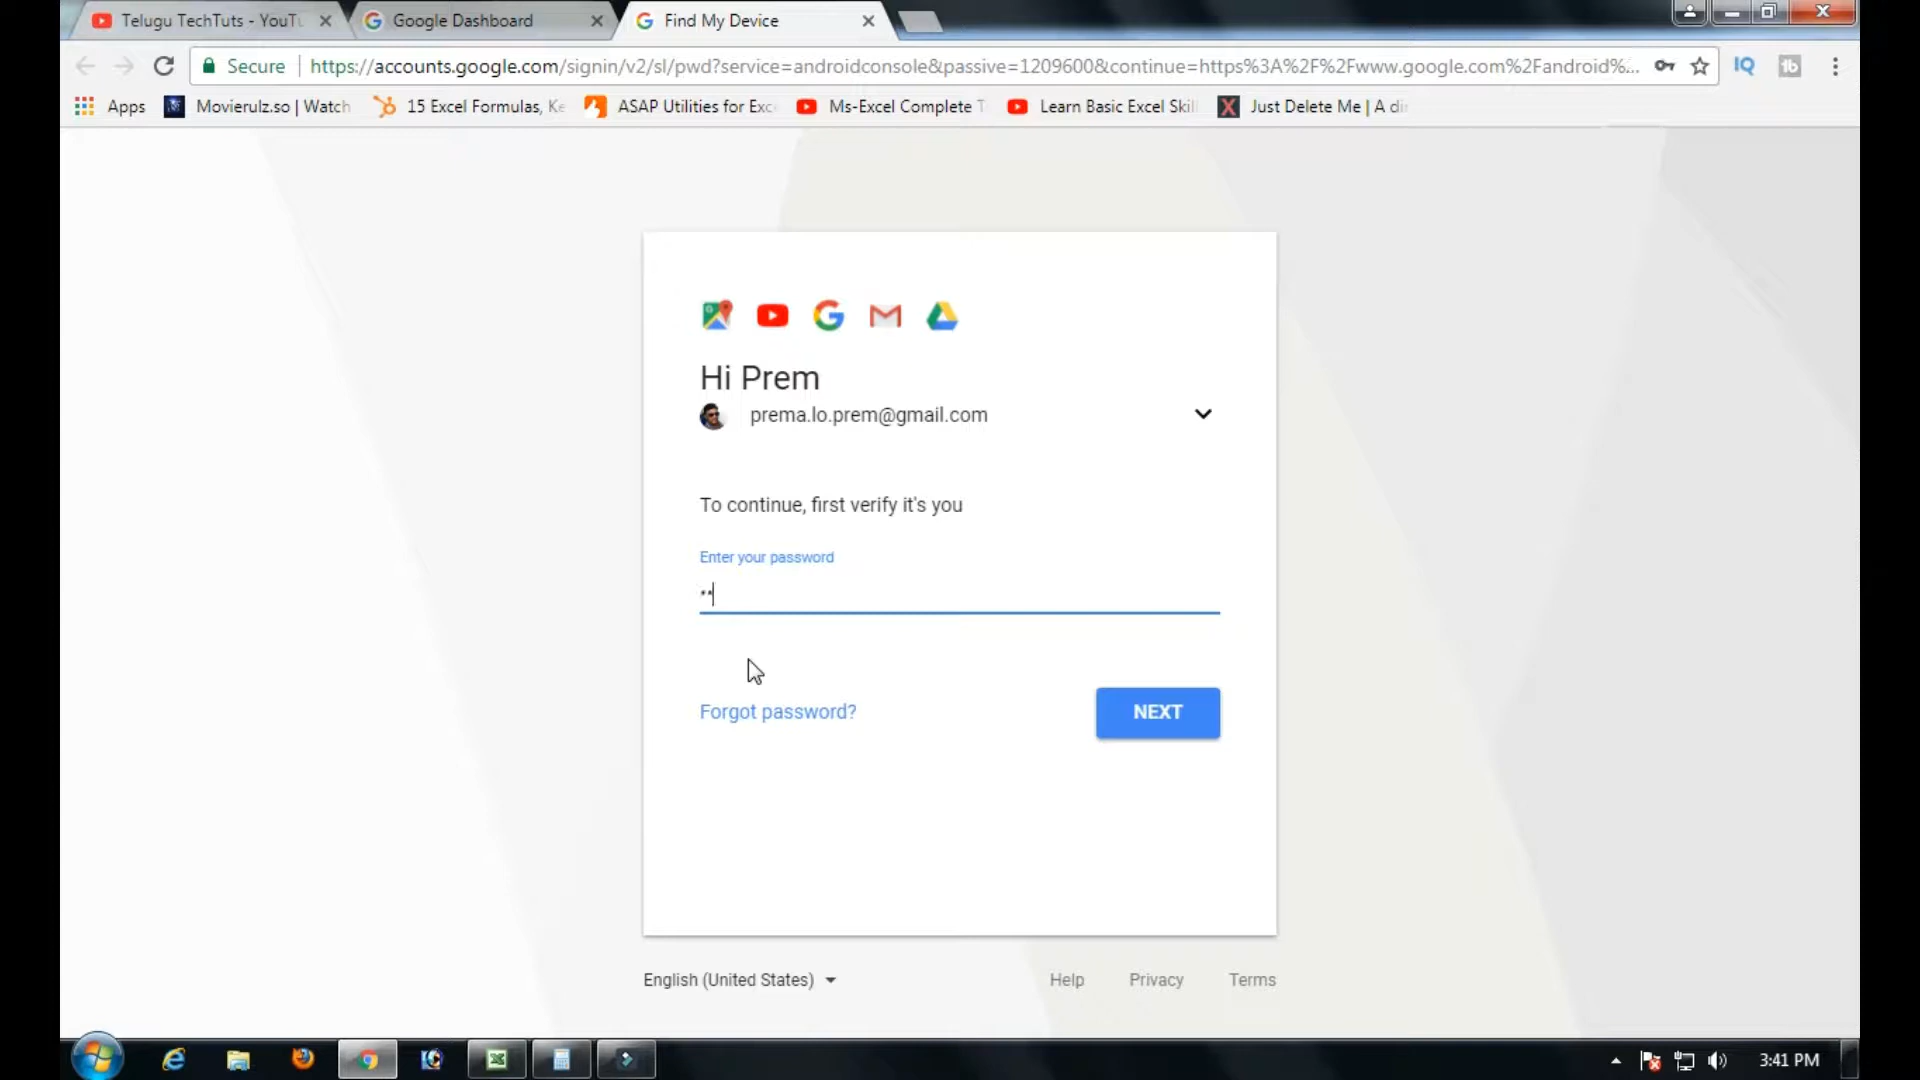 Telugu TechTuts - YouTu
Google Dashboard
Find My Device
Secure
https://accounts.google.com/signin/v2/sl/pwd?service=androidconsole&passive=1209600&continue=https%3A%2F%2Fwww.google.com%2Fandroid%...
Apps
Movierulz.so | Watch
15 Excel Formulas, Ke
ASAP Utilities for Exc
Ms-Excel Complete T
Learn Basic Excel Skil
Just Delete Me | A di
Hi Prem
prema.lo.prem@gmail.com
To continue, first verify it's you
Enter your password
**
Forgot password?
NEXT
English (United States)
Help
Privacy
Terms
3:41 PM